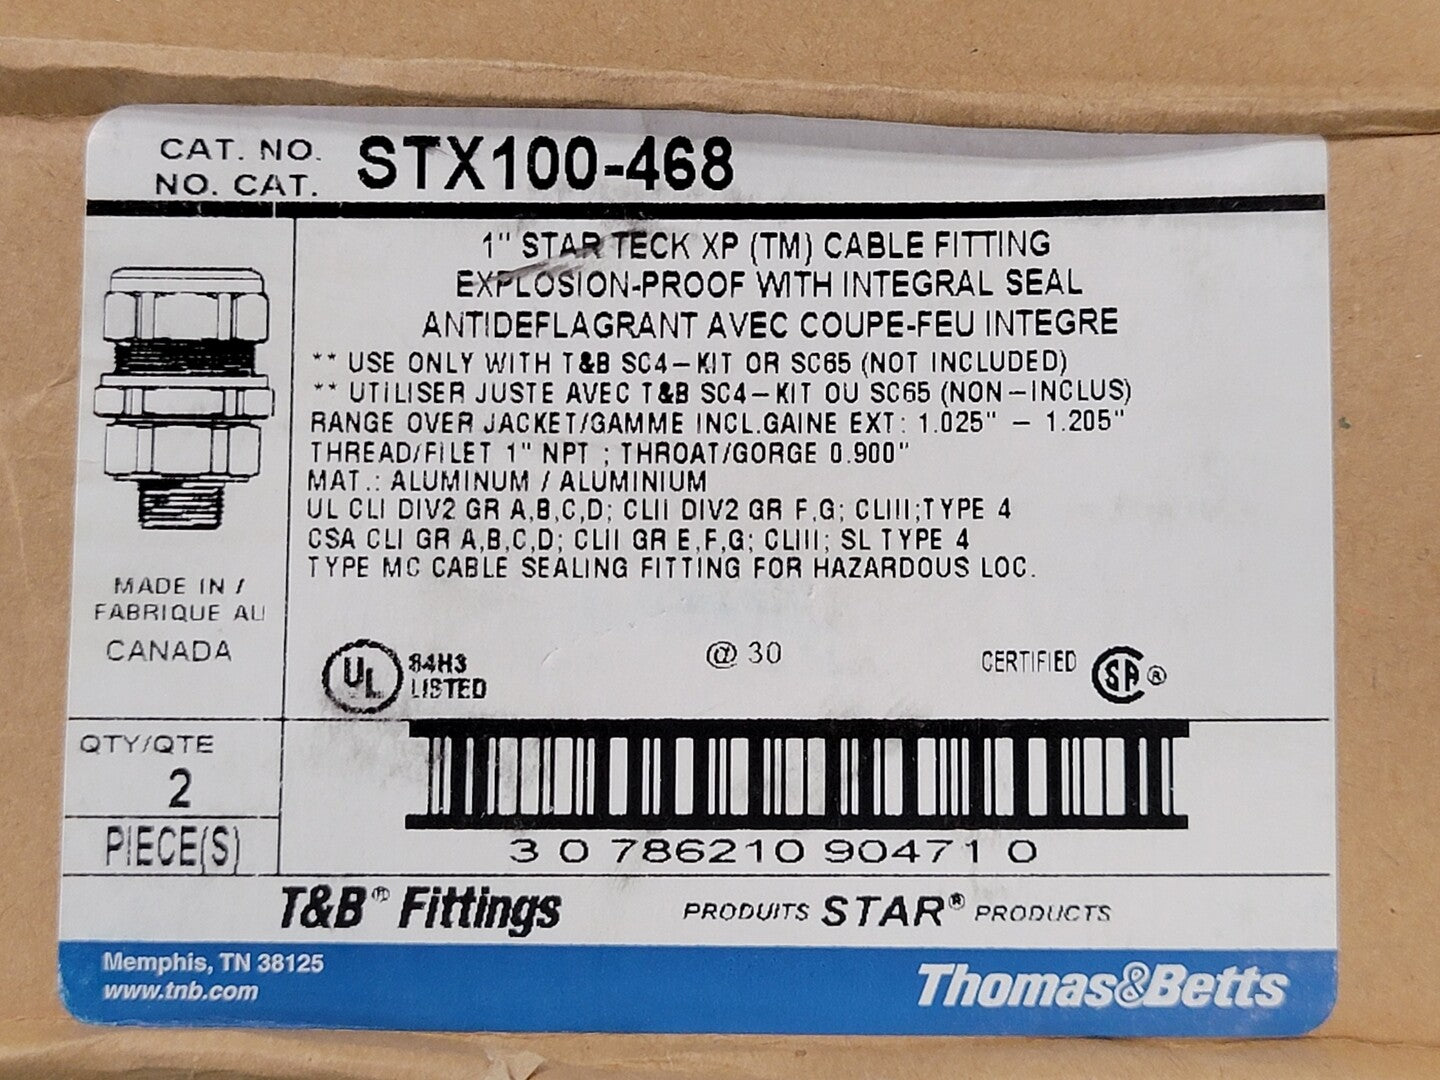 CAT. NO. STX100-468
NO. CAT.
1" STAR TECK XP (TM) CABLE FITTING
EXPLOSION-PROOF WITH INTEGRAL SEAL
ANTIDEFLAGRANT AVEC COUPE-FEU INTEGRE
** USE ONLY WITH T&B SC4-KIT OR SC65 (NOT INCLUDED)
** UTILISER JUSTE AVEC T&B SC4-KIT OU SC65 (NON-INCLUS)
RANGE OVER JACKET/GAMME INCL.GAINE EXT: 1.025" - 1.205"
THREAD/FILET 1" NPT ; THROAT/GORGE 0.900"
MAT.: ALUMINUM / ALUMINIUM
UL CLI DIV2 GR A,B,C,D; CLII DIV2 GR F,G; CLIII;TYPE 4
CSA CLI GR A,B,C,D; CLII GR E,F,G; CLIII; SL TYPE 4
TYPE MC CABLE SEALING FITTING FOR HAZARDOUS LOC.
MADE IN /
FABRIQUE AU
CANADA
UL 84H3
LISTED
@ 30
CERTIFIED SA ®
QTY/QTE
2
PIECE(S)
3 0 786210 90471 0
T&B® Fittings
PRODUITS STAR® PRODUCTS
Memphis, TN 38125
www.tnb.com
Thomas&Betts